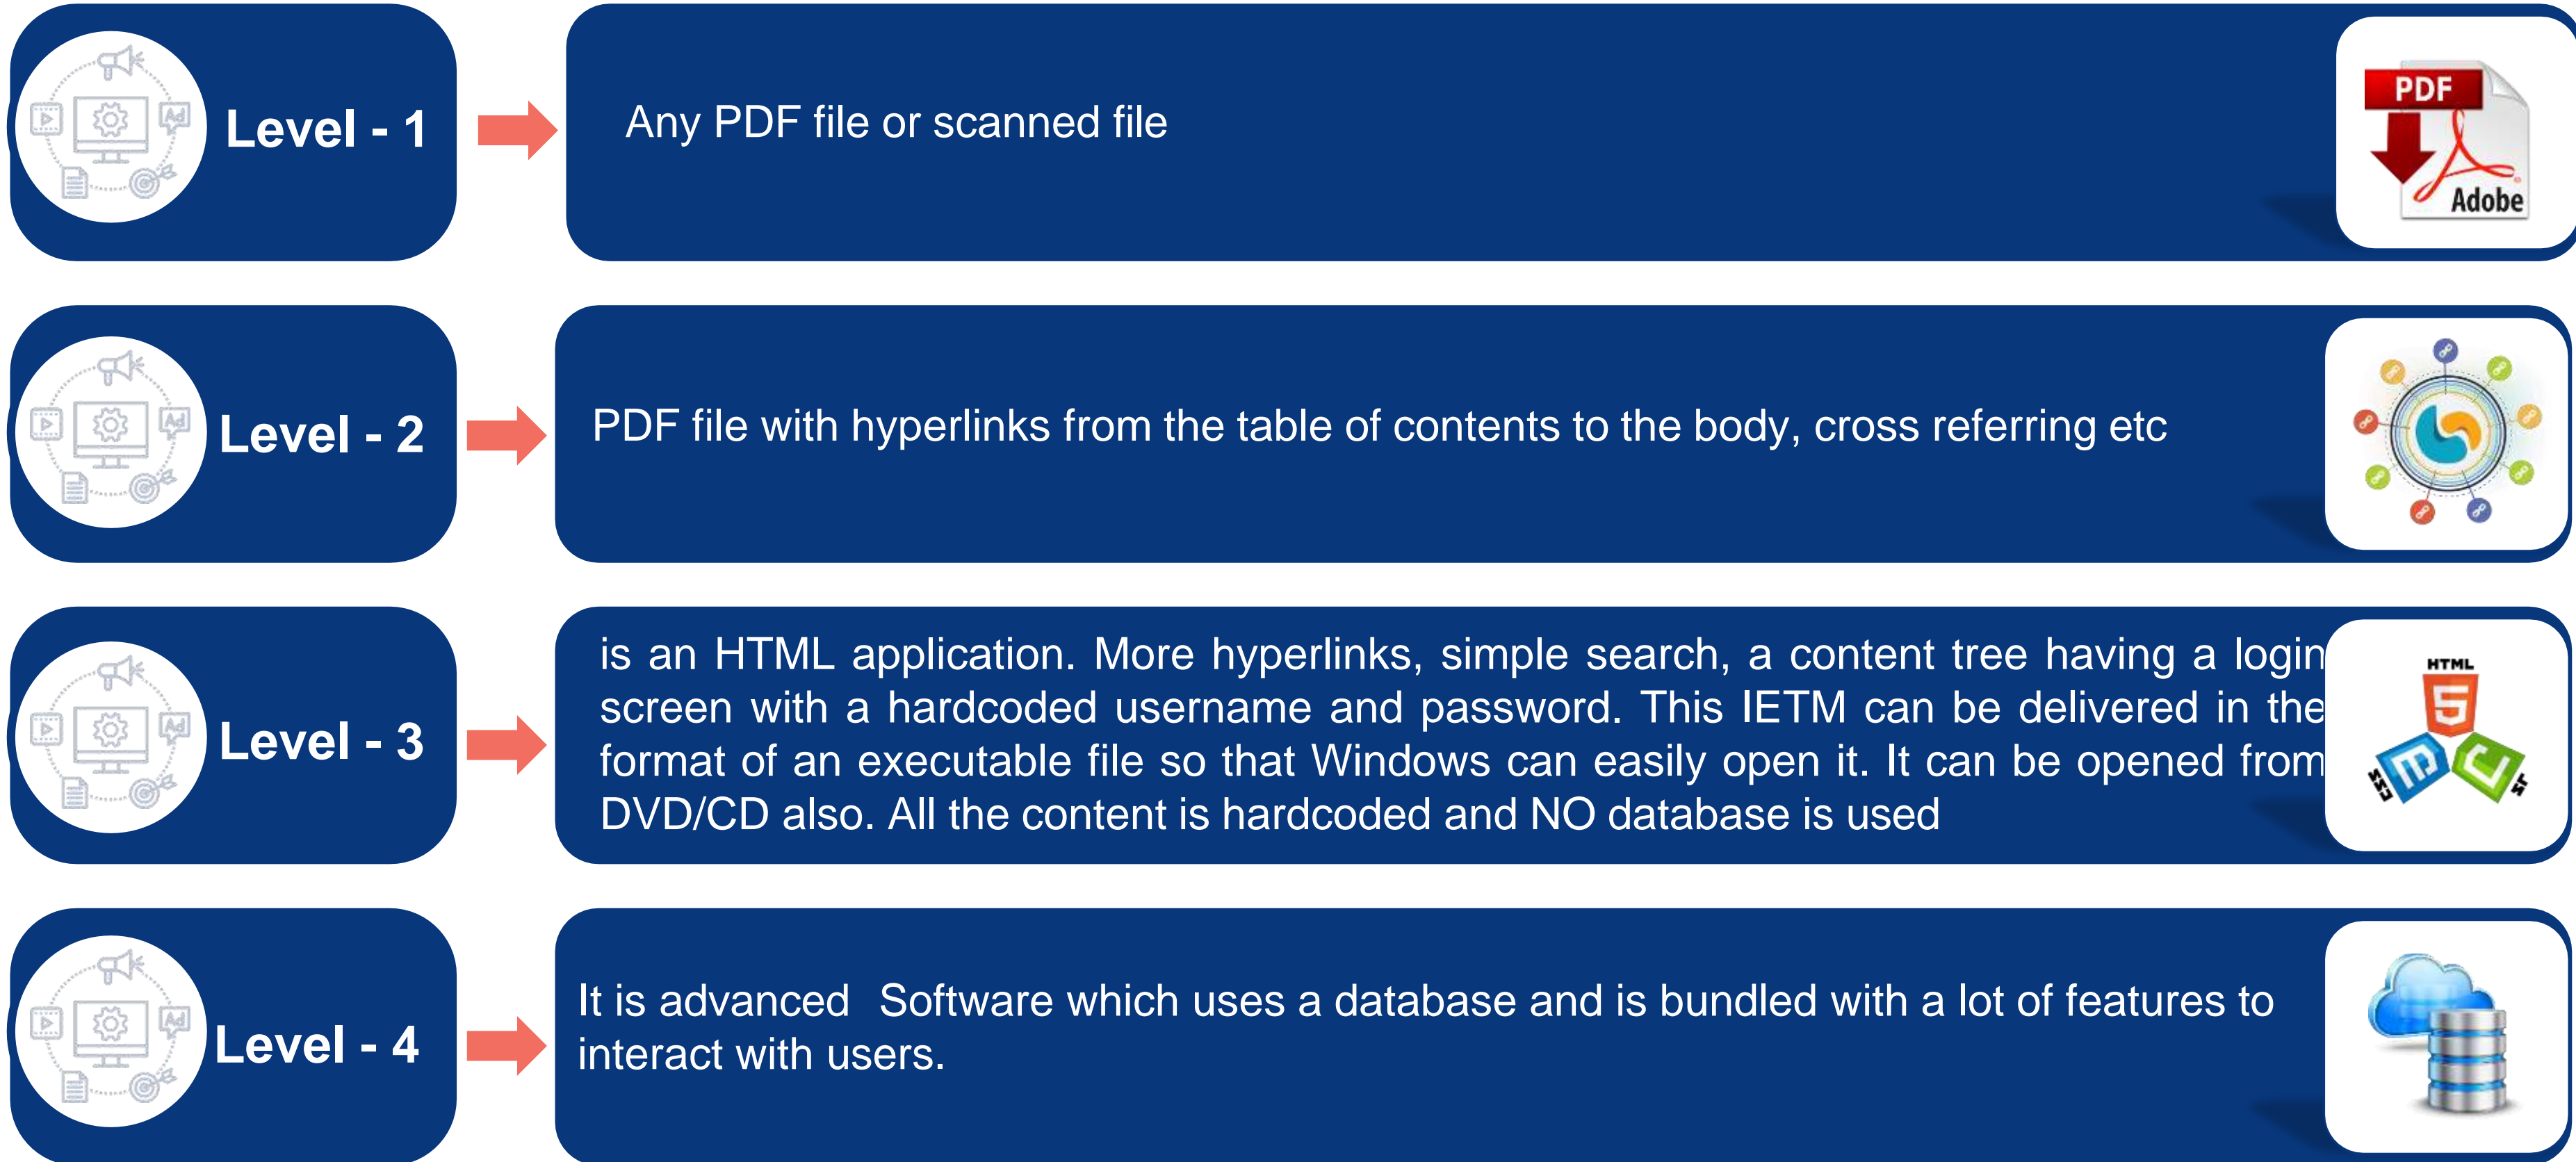 Level - 1
Any PDF file or scanned file
PDF
Adobe
Level - 2
PDF file with hyperlinks from the table of contents to the body, cross referring etc
Level - 3
is an HTML application. More hyperlinks, simple search, a content tree having a login
screen with a hardcoded username and password. This IETM can be delivered in the
format of an executable file so that Windows can easily open it. It can be opened from
DVD/CD also. All the content is hardcoded and NO database is used
HTML
5
CSS
3
JS
Level - 4
It is advanced  Software which uses a database and is bundled with a lot of features to
interact with users.